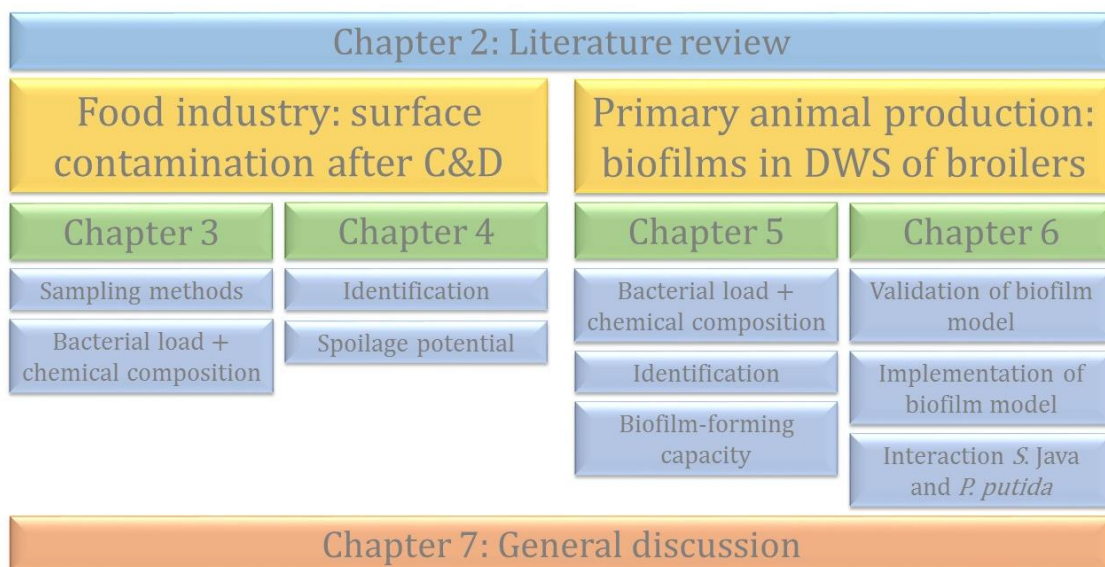 Chapter 2: Literature review
Food industry: surface
contamination after C&D
Primary animal production:
biofilms in DWS of broilers
Chapter 3
Chapter 4
Chapter 5
Chapter 6
Sampling methods
Bacterial load +
chemical composition
Identification
Spoilage potential
Bacterial load +
chemical composition
Identification
Biofilm-forming
capacity
Validation of biofilm
model
Implementation of
biofilm model
Interaction S. Java
and P. putida
Chapter 7: General discussion